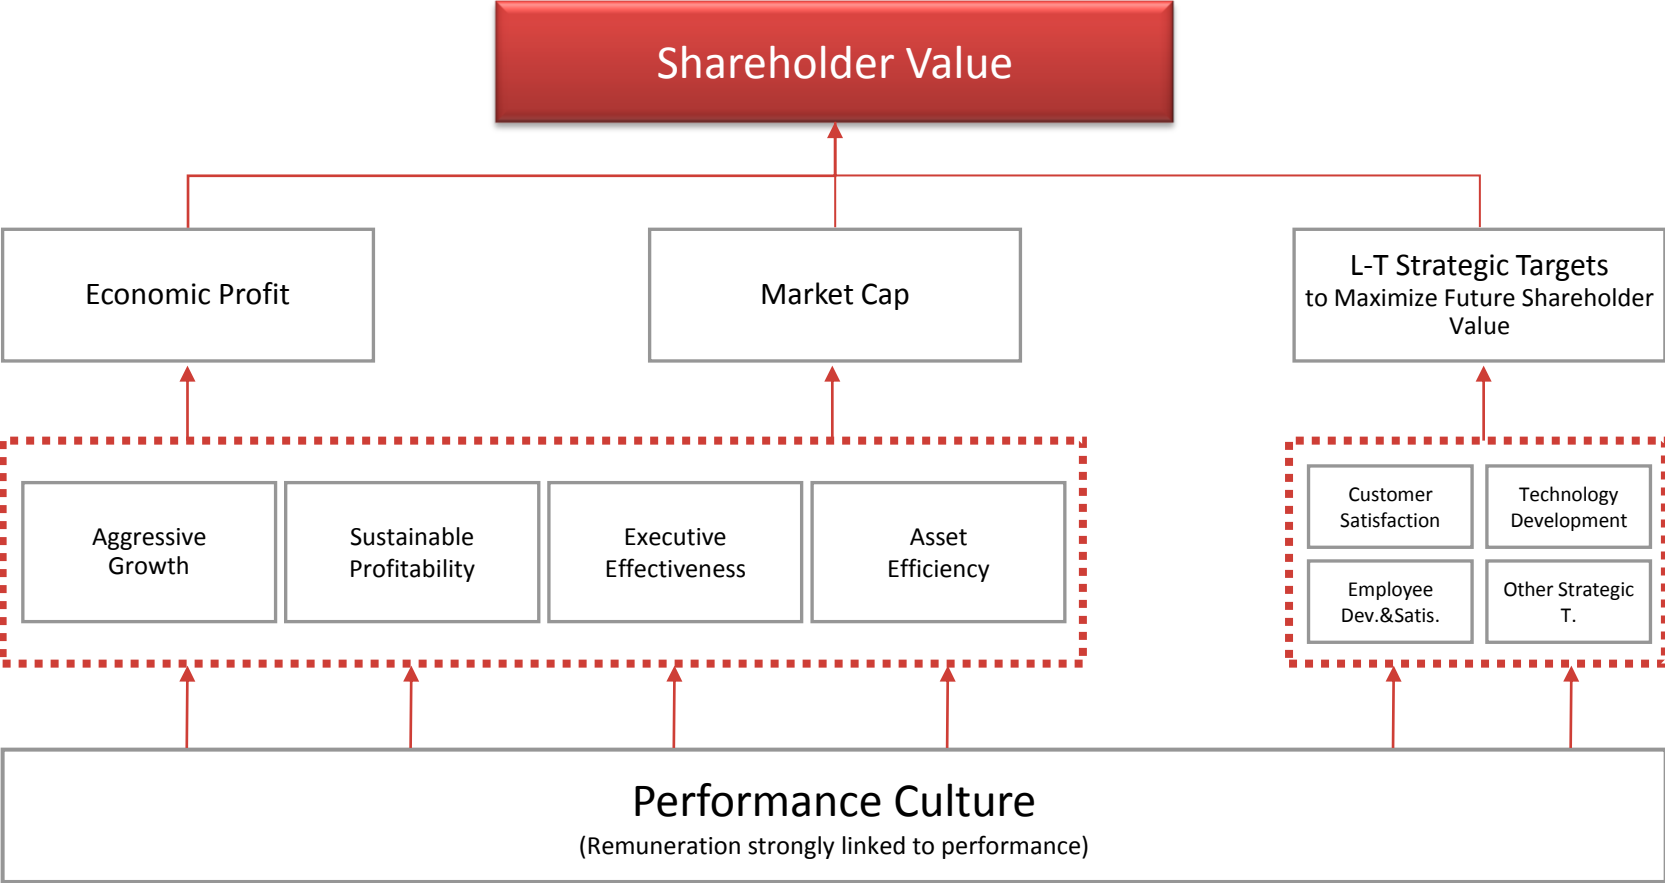 Shareholder Value
Economic Profit
Market Cap
L-T Strategic Targets
to Maximize Future Shareholder
Value
Aggressive
Growth
Sustainable
Profitability
Executive
Effectiveness
Asset
Efficiency
Customer
Satisfaction
Technology
Development
Employee
Dev.&Satis.
Other Strategic
T.
Performance Culture
(Remuneration strongly linked to performance)